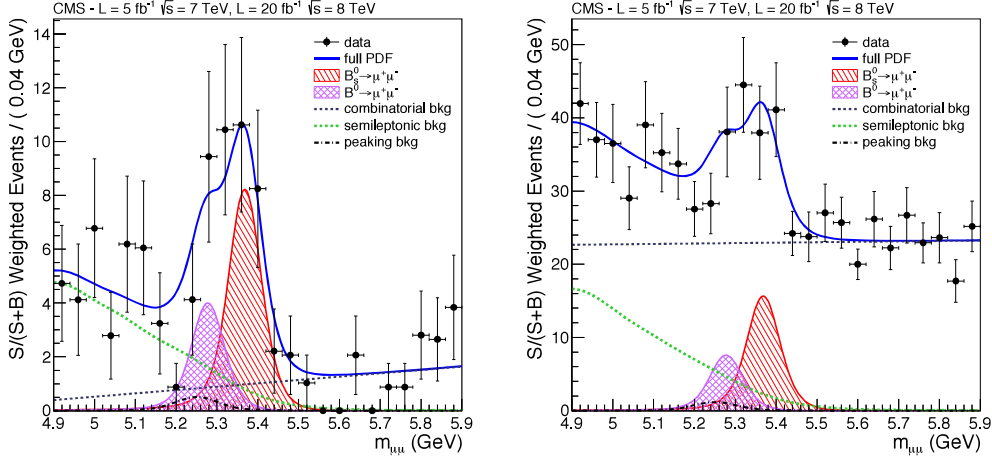 CMS - L = 5 fb⁻¹ √s = 7 TeV, L = 20 fb⁻¹ √s = 8 TeV
S/(S+B) Weighted Events / ( 0.04 GeV)
14
12
10
8
6
4
2
0
data
full PDF
B⁰ₛ→μ⁺μ⁻
B⁰→μ⁺μ⁻
combinatorial bkg
semileptonic bkg
peaking bkg
4.9 5 5.1 5.2 5.3 5.4 5.5 5.6 5.7 5.8 5.9
m_μμ (GeV)
CMS - L = 5 fb⁻¹ √s = 7 TeV, L = 20 fb⁻¹ √s = 8 TeV
S/(S+B) Weighted Events / ( 0.04 GeV)
50
40
30
20
10
0
data
full PDF
B⁰ₛ→μ⁺μ⁻
B⁰→μ⁺μ⁻
combinatorial bkg
semileptonic bkg
peaking bkg
4.9 5 5.1 5.2 5.3 5.4 5.5 5.6 5.7 5.8 5.9
m_μμ (GeV)